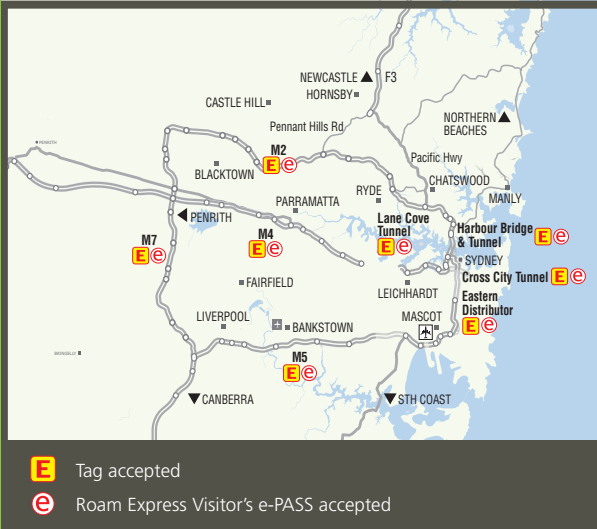 NEWCASTLE F3
HORNSBY
CASTLE HILL
NORTHERN
BEACHES
Pennant Hills Rd
PENRITH
M2
E e
Pacific Hwy
BLACKTOWN
CHATSWOOD
RYDE
MANLY
PARRAMATTA
PENRITH
Lane Cove
Tunnel
E e
Harbour Bridge
& Tunnel
E e
M7
E e
M4
E e
SYDNEY
Cross City Tunnel E e
FAIRFIELD
LEICHHARDT
Eastern
Distributor
E e
LIVERPOOL
BANKSTOWN
MASCOT
M5
E e
CANBERRA
STH COAST
E Tag accepted
e Roam Express Visitor's e-PASS accepted